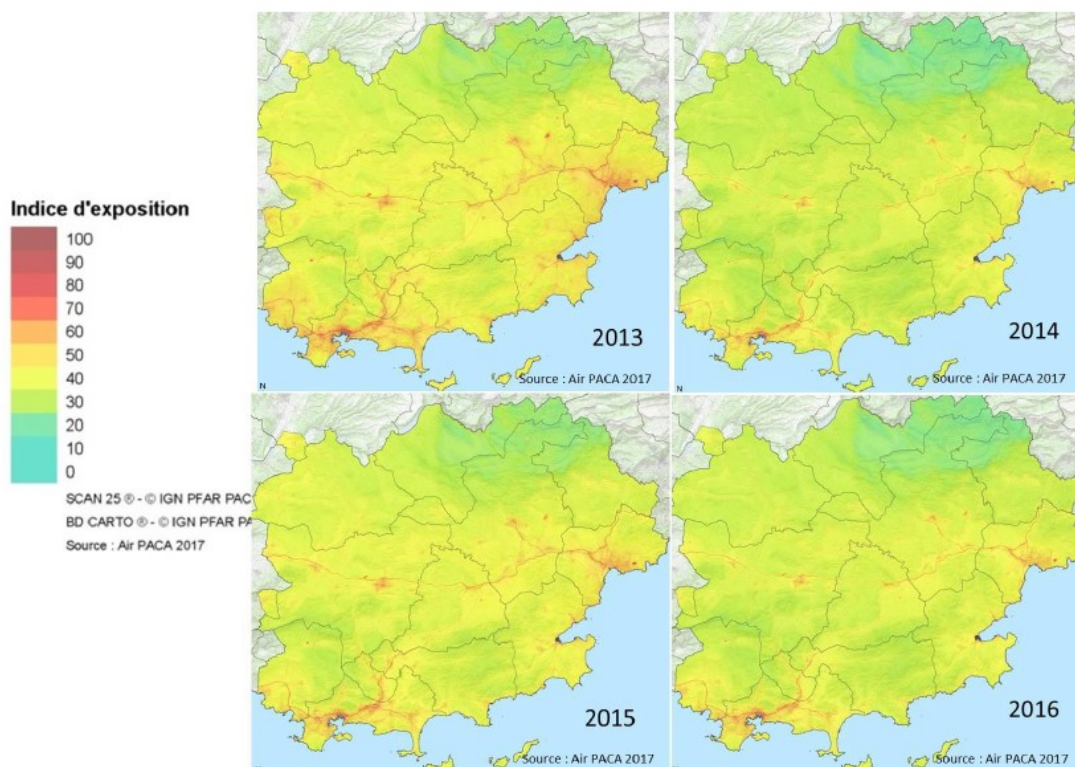 Indice d'exposition
100
90
80
70
60
50
40
30
20
10
0
SCAN 25 ® - © IGN PFAR PAC
BD CARTO ® - © IGN PFAR PA
Source : Air PACA 2017
2013
Source : Air PACA 2017
N
2014
Source : Air PACA 2017
N
2015
Source : Air PACA 2017
2016
Source : Air PACA 2017